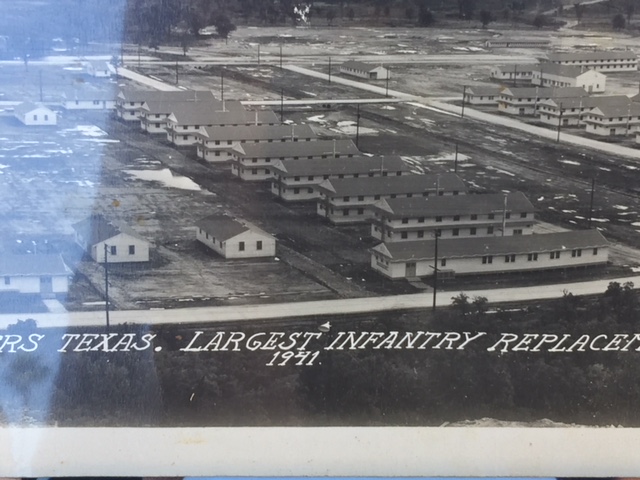 RS TEXAS. LARGEST INFANTRY REPLACEM
1941.